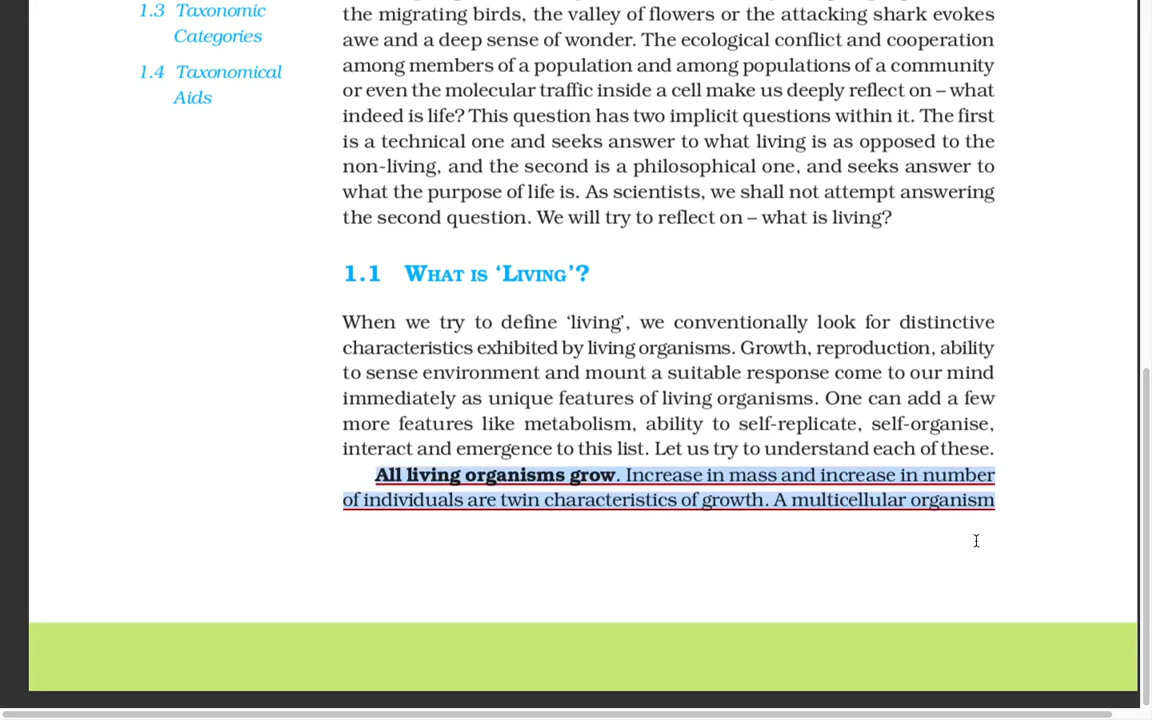 1.3 Taxonomic
Categories
1.4 Taxonomical
Aids
the migrating birds, the valley of flowers or the attacking shark evokes
awe and a deep sense of wonder. The ecological conflict and cooperation
among members of a population and among populations of a community
or even the molecular traffic inside a cell make us deeply reflect on – what
indeed is life? This question has two implicit questions within it. The first
is a technical one and seeks answer to what living is as opposed to the
non-living, and the second is a philosophical one, and seeks answer to
what the purpose of life is. As scientists, we shall not attempt answering
the second question. We will try to reflect on – what is living?
1.1 What is ‘Living’?
When we try to define ‘living’, we conventionally look for distinctive
characteristics exhibited by living organisms. Growth, reproduction, ability
to sense environment and mount a suitable response come to our mind
immediately as unique features of living organisms. One can add a few
more features like metabolism, ability to self-replicate, self-organise,
interact and emergence to this list. Let us try to understand each of these.
All living organisms grow. Increase in mass and increase in number
of individuals are twin characteristics of growth. A multicellular organism